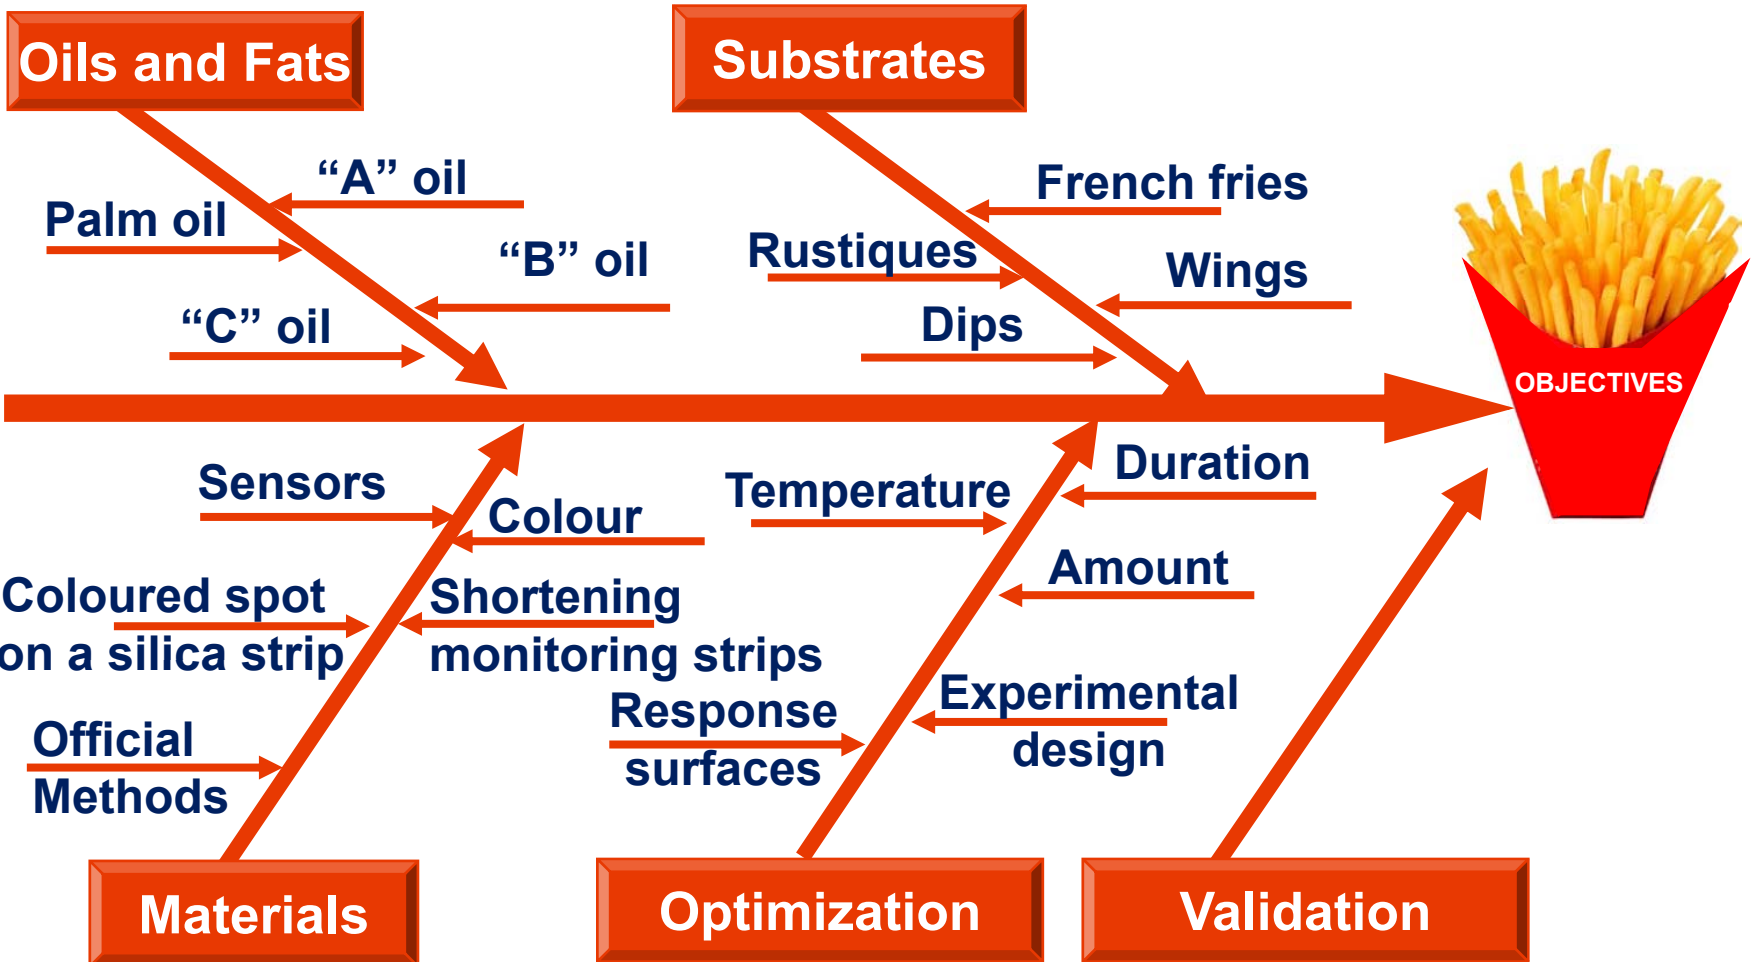 Oils and Fats
Substrates
“A” oil
Palm oil
“B” oil
“C” oil
French fries
Rustiques
Wings
Dips
OBJECTIVES
Sensors
Colour
Coloured spot
on a silica strip
Shortening
monitoring strips
Official
Methods
Temperature
Duration
Amount
Experimental
design
Response
surfaces
Materials
Optimization
Validation